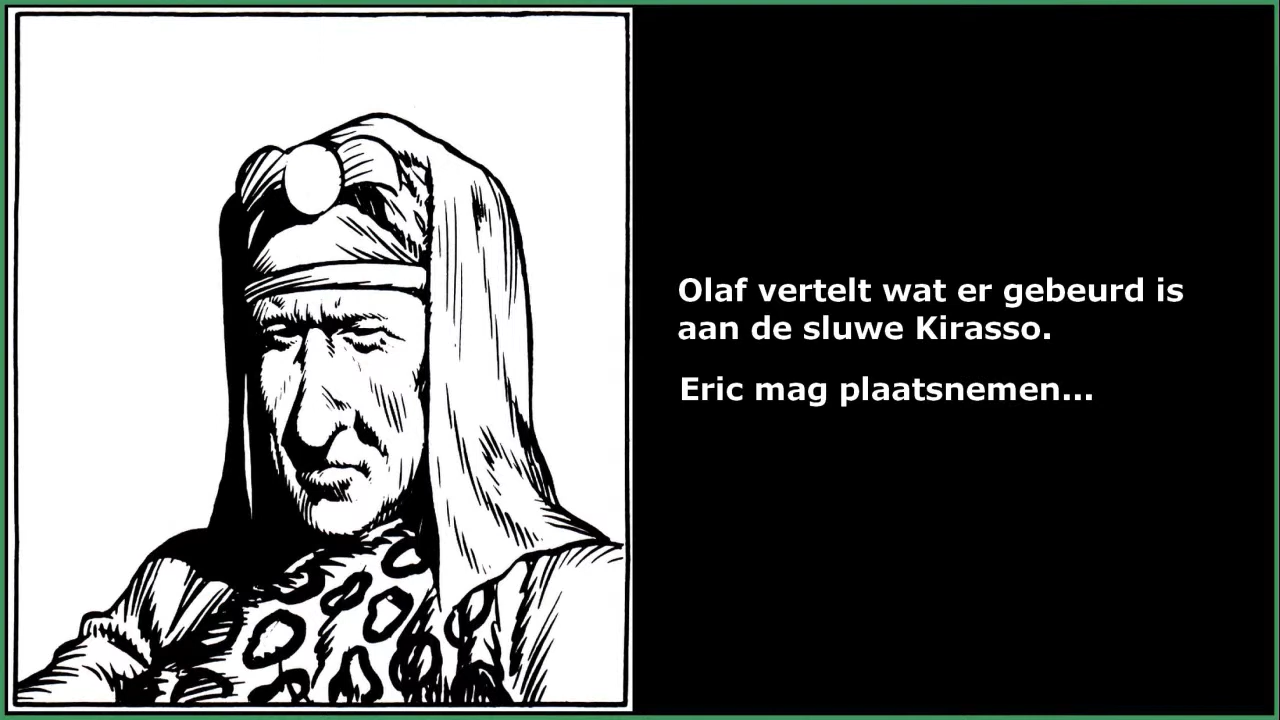 Olaf vertelt wat er gebeurd is
aan de sluwe Kirasso.
Eric mag plaatsnemen...